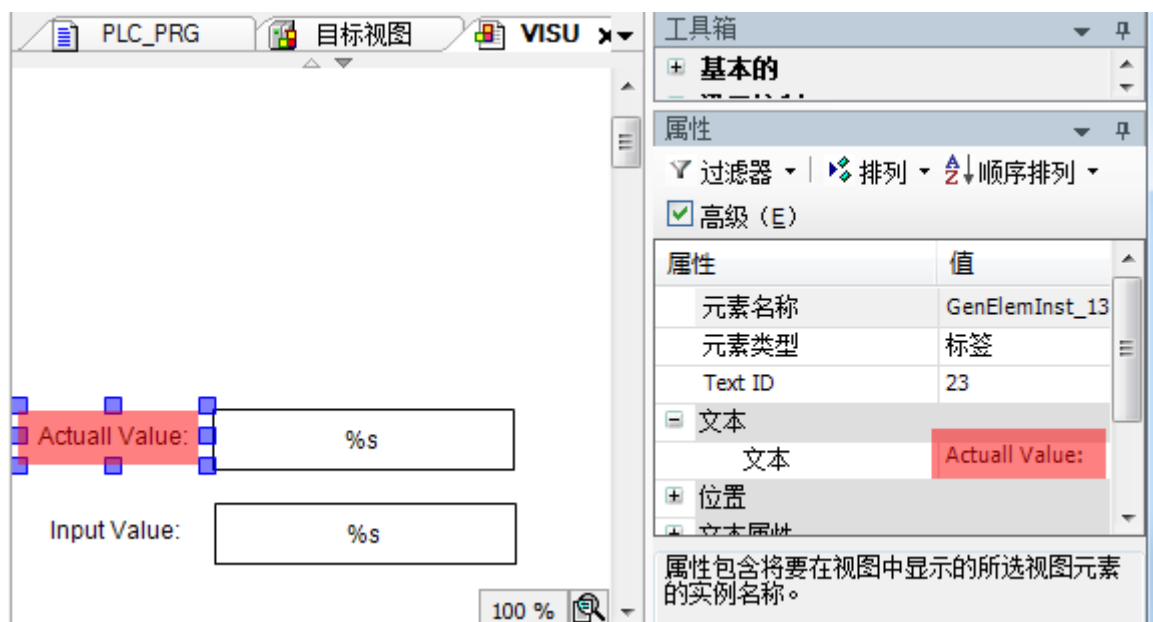 PLC_PRG 目标视图 VISU
工具箱
基本的
属性
过滤器 排列 顺序排列
高级 (E)
属性 值
元素名称 GenElemInst_13
元素类型 标签
Text ID 23
文本
文本 Actuall Value:
位置
文本属性
属性包含将要在视图中显示的所选视图元素
的实例名称。
Actuall Value: %s
Input Value: %s
100 %